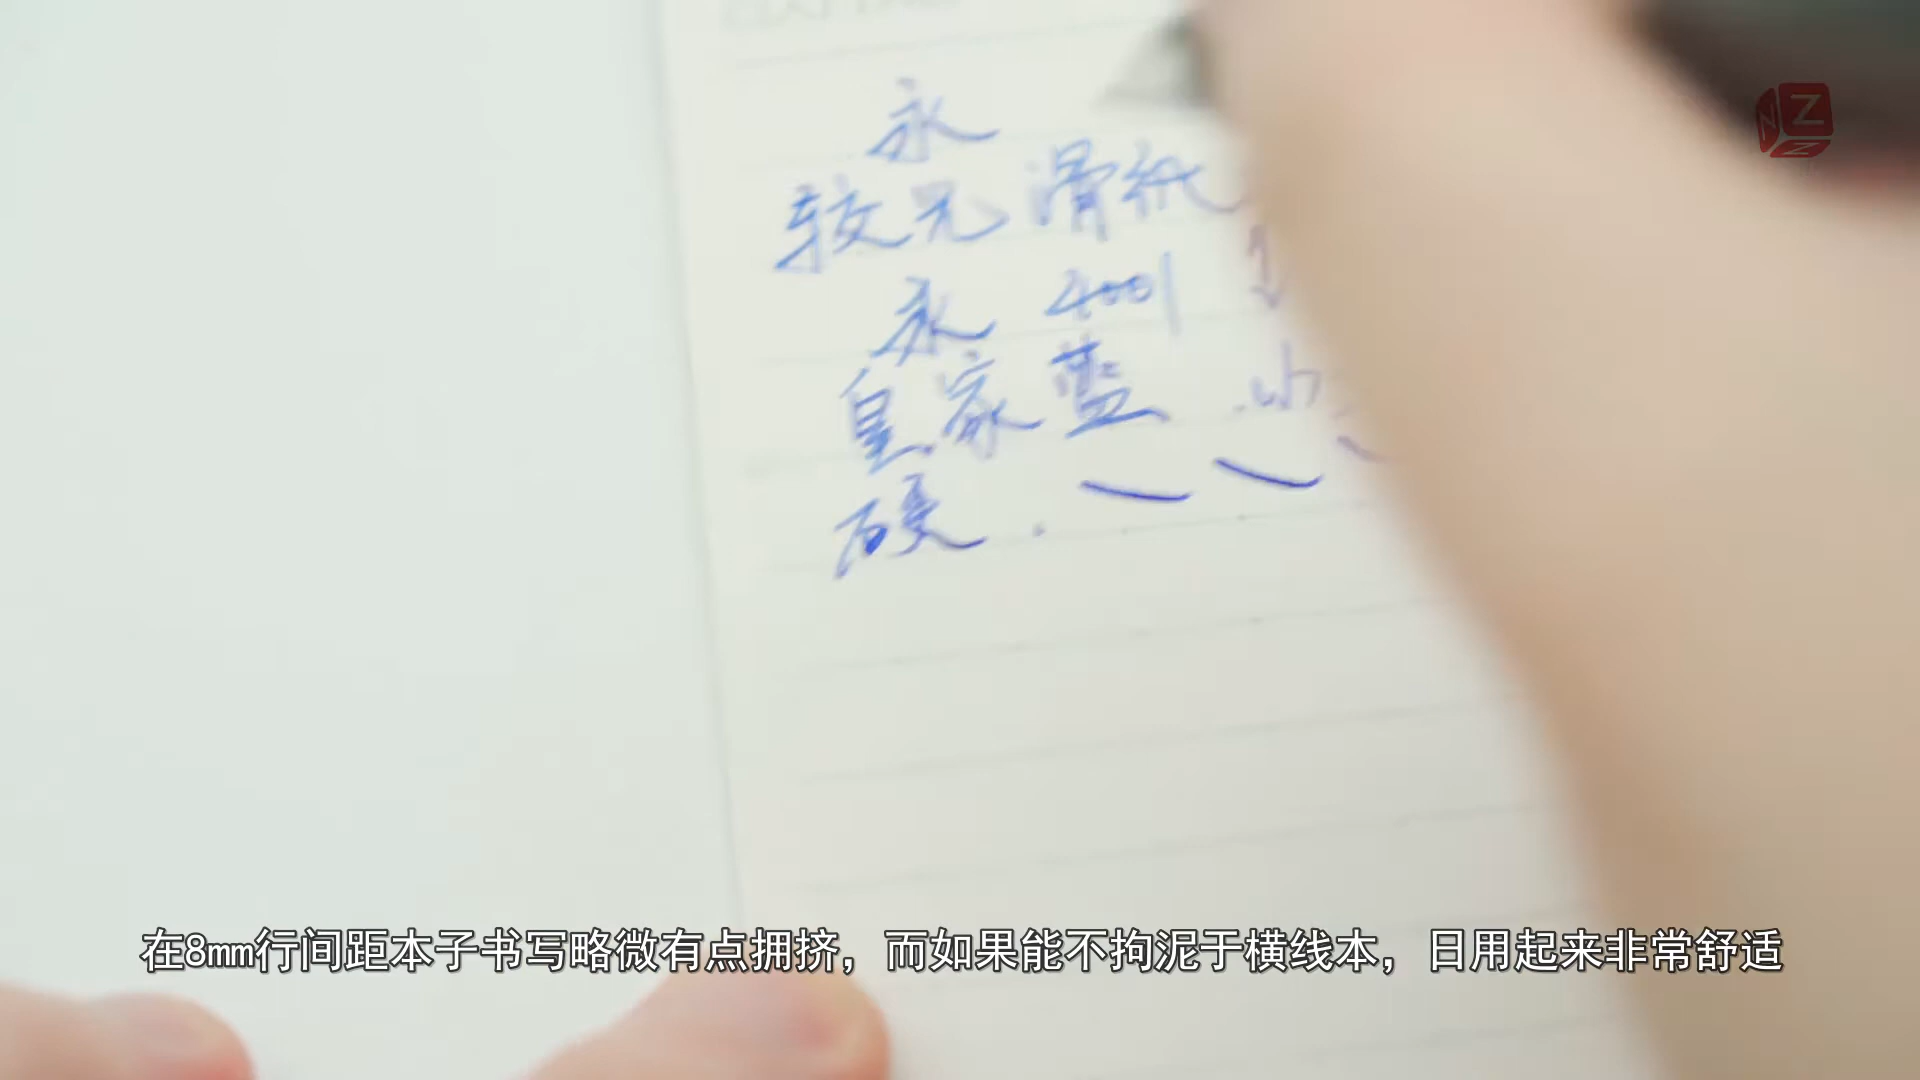 永
滑纸
永 4001
皇家蓝
硬
在8mm行间距本子书写略微有点拥挤，而如果能不拘泥于横线本，日用起来非常舒适